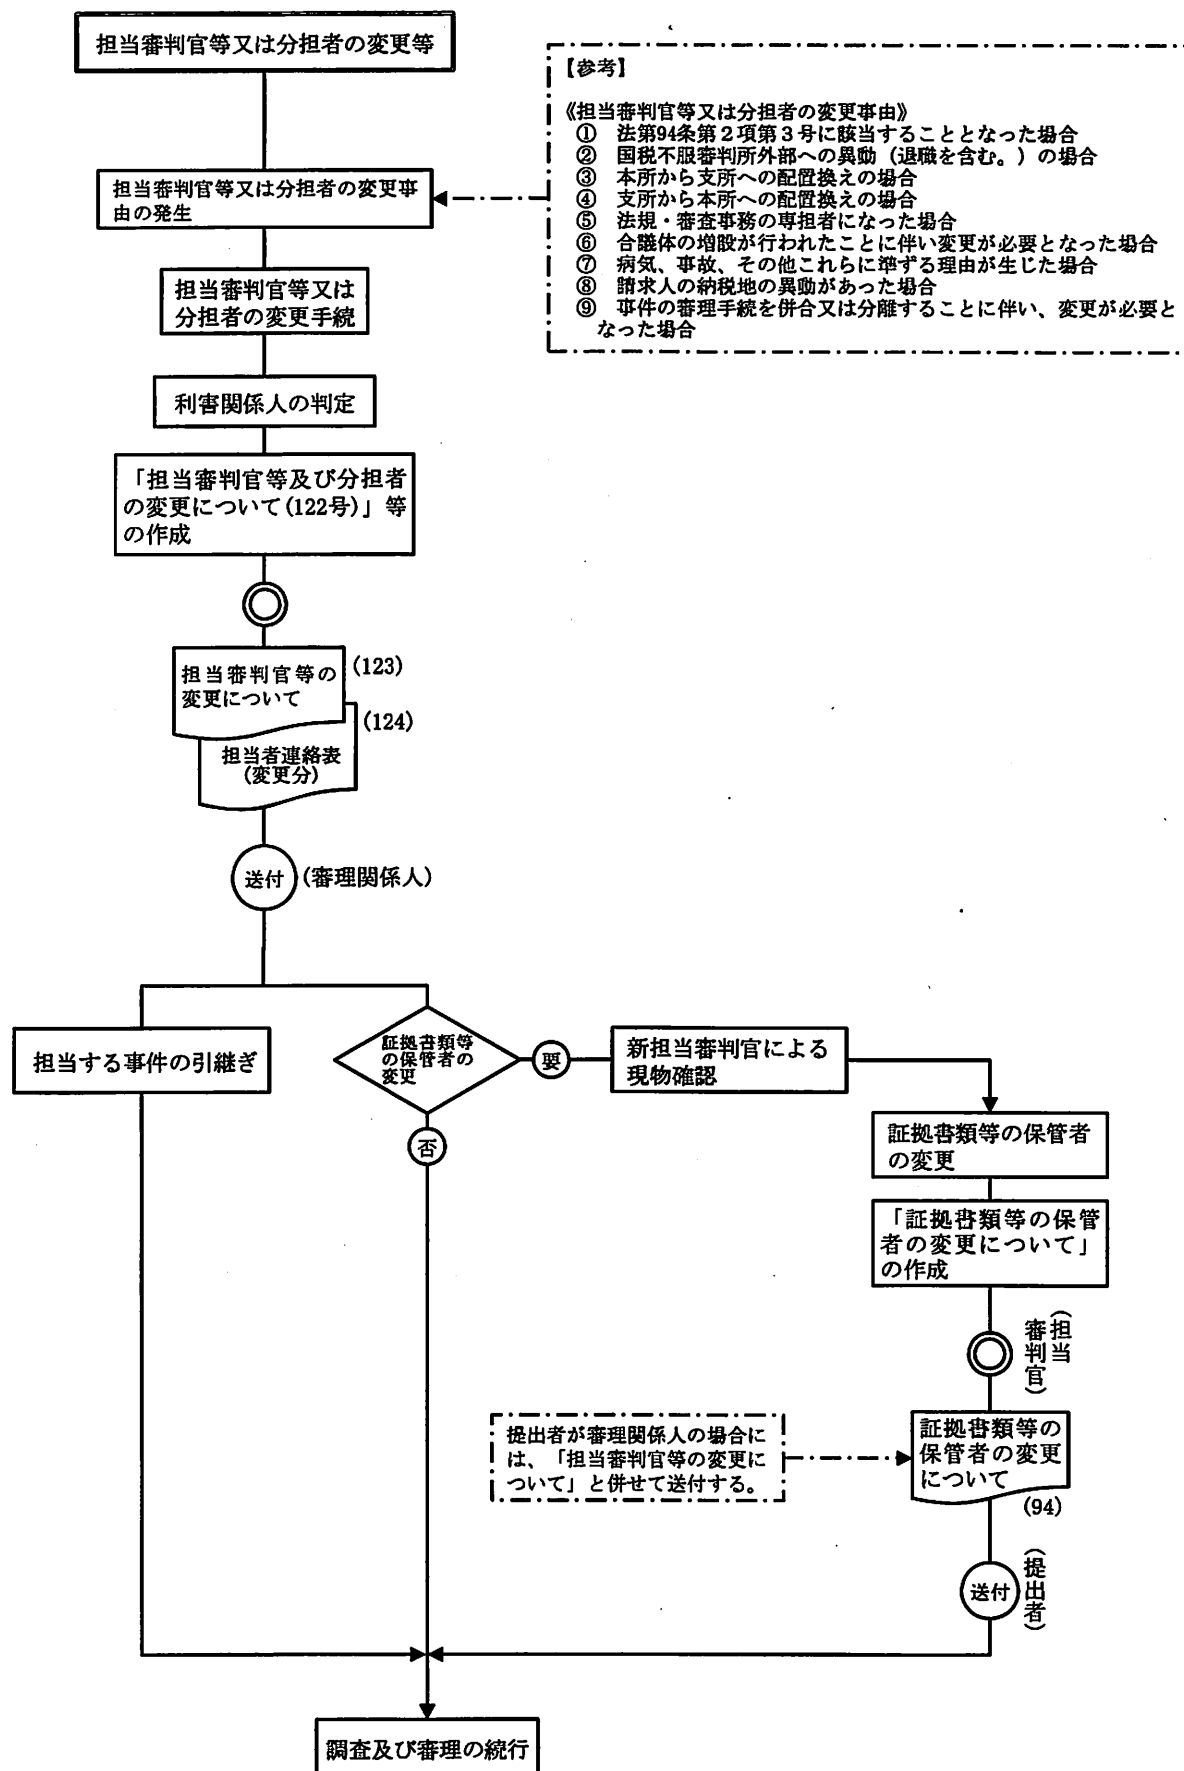 担当審判官等又は分担者の変更等
【参考】
《担当審判官等又は分担者の変更事由》
① 法第94条第2項第3号に該当することとなった場合
② 国税不服審判所外部への異動(退職を含む。)の場合
③ 本所から支所への配置換えの場合
④ 支所から本所への配置換えの場合
⑤ 法規・審査事務の専担者になった場合
⑥ 合議体の増設が行われたことに伴い変更が必要となった場合
⑦ 病気、事故、その他これらに準ずる理由が生じた場合
⑧ 請求人の納税地の異動があった場合
⑨ 事件の審理手続を併合又は分離することに伴い、変更が必要と
なった場合
担当審判官等又は分担者の変更事
由の発生
担当審判官等又は
分担者の変更手続
利害関係人の判定
「担当審判官等及び分担者
の変更について(122号)」等
の作成
担当審判官等の
変更について
(123)
(124)
担当者連絡表
(変更分)
送付
(審理関係人)
担当する事件の引継ぎ
証拠書類等
の保管者の
変更
要
否
新担当審判官による
現物確認
証拠書類等の保管者
の変更
「証拠書類等の保管
者の変更について」
の作成
(担当
審判官)
提出者が審理関係人の場合に
は、「担当審判官等の変更に
ついて」と併せて送付する。
証拠書類等の
保管者の変更
について
(94)
送付
(提出者)
調査及び審理の続行